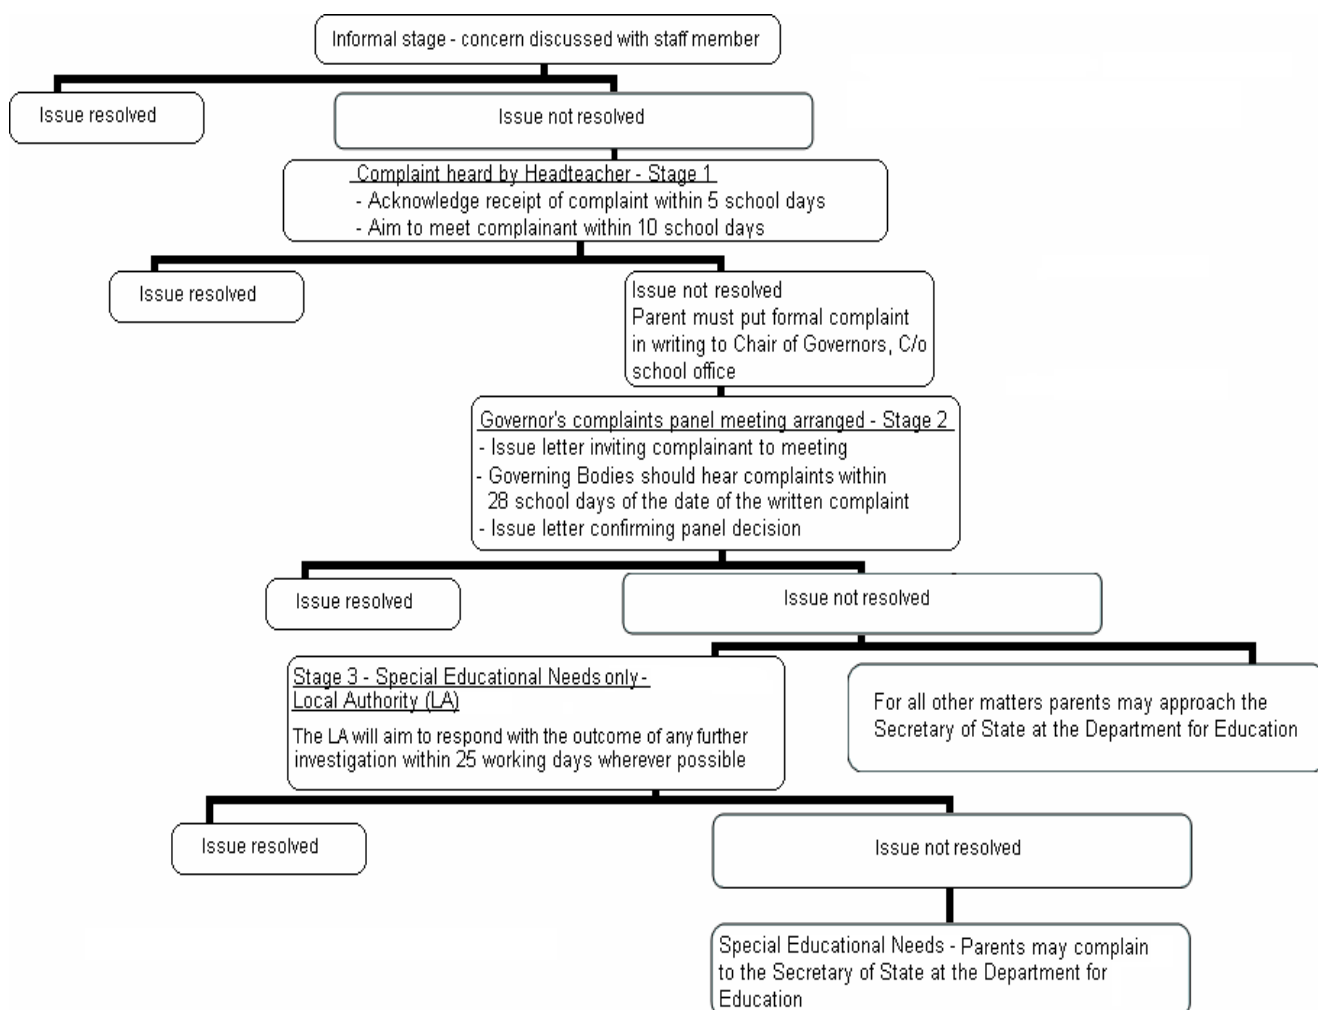 Informal stage - concern discussed with staff member
Issue resolved
Issue not resolved
Complaint heard by Headteacher - Stage 1
- Acknowledge receipt of complaint within 5 school days
- Aim to meet complainant within 10 school days
Issue resolved
Issue not resolved
Parent must put formal complaint
in writing to Chair of Governors, C/o
school office
Governor's complaints panel meeting arranged - Stage 2
- Issue letter inviting complainant to meeting
- Governing Bodies should hear complaints within
28 school days of the date of the written complaint
- Issue letter confirming panel decision
Issue resolved
Issue not resolved
Stage 3 - Special Educational Needs only -
Local Authority (LA)
The LA will aim to respond with the outcome of any further
investigation within 25 working days wherever possible
For all other matters parents may approach the
Secretary of State at the Department for Education
Issue resolved
Issue not resolved
Special Educational Needs - Parents may complain
to the Secretary of State at the Department for
Education